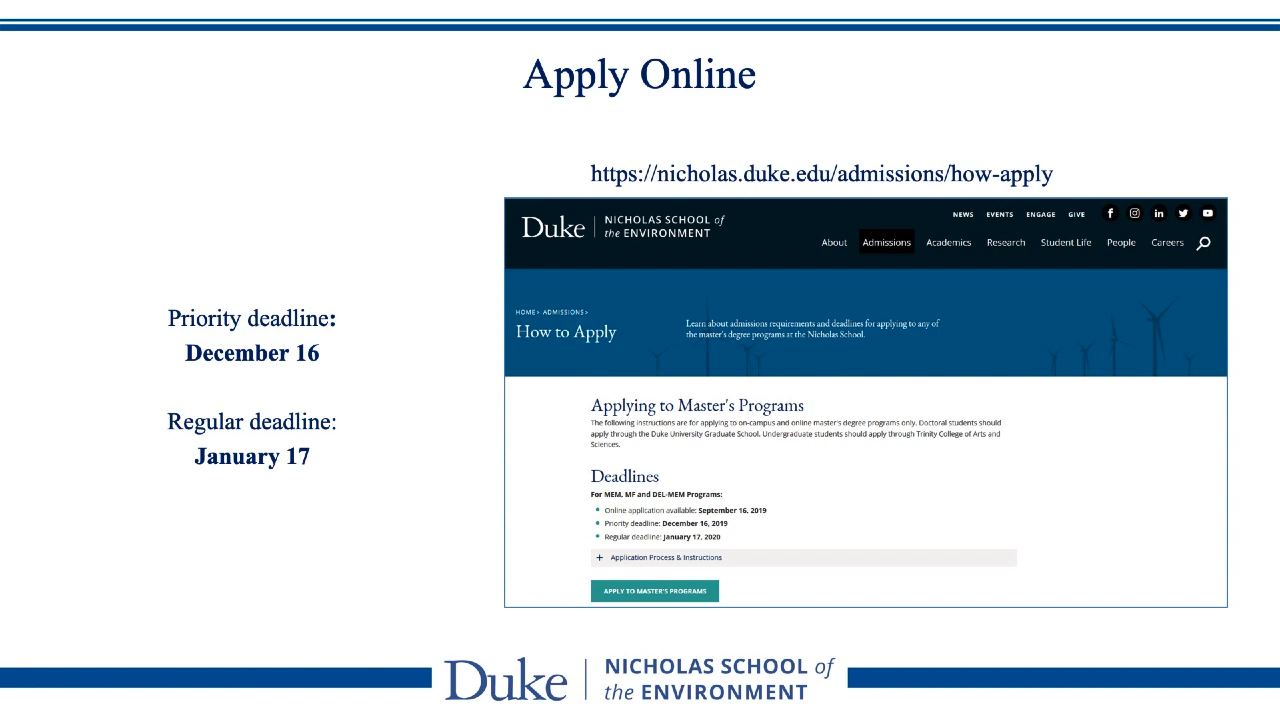 Apply Online
https://nicholas.duke.edu/admissions/how-apply
Priority deadline:
December 16
Regular deadline:
January 17
Duke
NICHOLAS SCHOOL of
the ENVIRONMENT
NEWS EVENTS ENGAGE GIVE
About Admissions Academics Research Student Life People Careers
HOME> ADMISSIONS>
How to Apply
Learn about admissions requirements and deadlines for applying to any of
the master's degree programs at the Nicholas School.
Applying to Master's Programs
The following instructions are for applying to on-campus and online master's degree programs only. Doctoral students should
apply through the Duke University Graduate School. Undergraduate students should apply through Trinity College of Arts and
Sciences.
Deadlines
For MEM, MF and DEL-MEM Programs:
Online application available: September 16, 2019
Priority deadline: December 16, 2019
Regular deadline: January 17, 2020
+ Application Process & Instructions
APPLY TO MASTER'S PROGRAMS
Duke
NICHOLAS SCHOOL of
the ENVIRONMENT